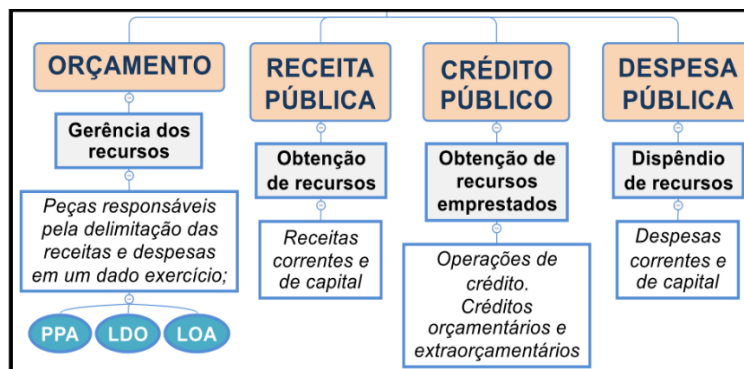 ORÇAMENTO
Gerência dos
recursos
Peças responsáveis
pela delimitação das
receitas e despesas
em um dado exercício;
PPA
LDO
LOA
RECEITA
PÚBLICA
Obtenção
de recursos
Receitas
correntes e
de capital
CRÉDITO
PÚBLICO
Obtenção de
recursos
emprestados
Operações de
crédito.
Créditos
orçamentários e
extraorçamentários
DESPESA
PÚBLICA
Dispêndio
de recursos
Despesas
correntes e
de capital